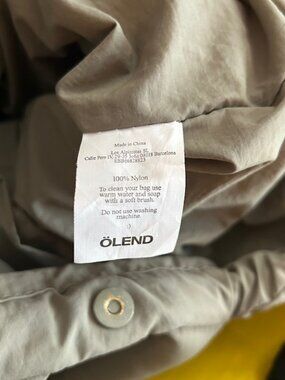 Made in China
100% Nylon
To clean your bag use
warm water and soap
with a soft brush.
Do not use washing
machine.
:)
ÖLEND